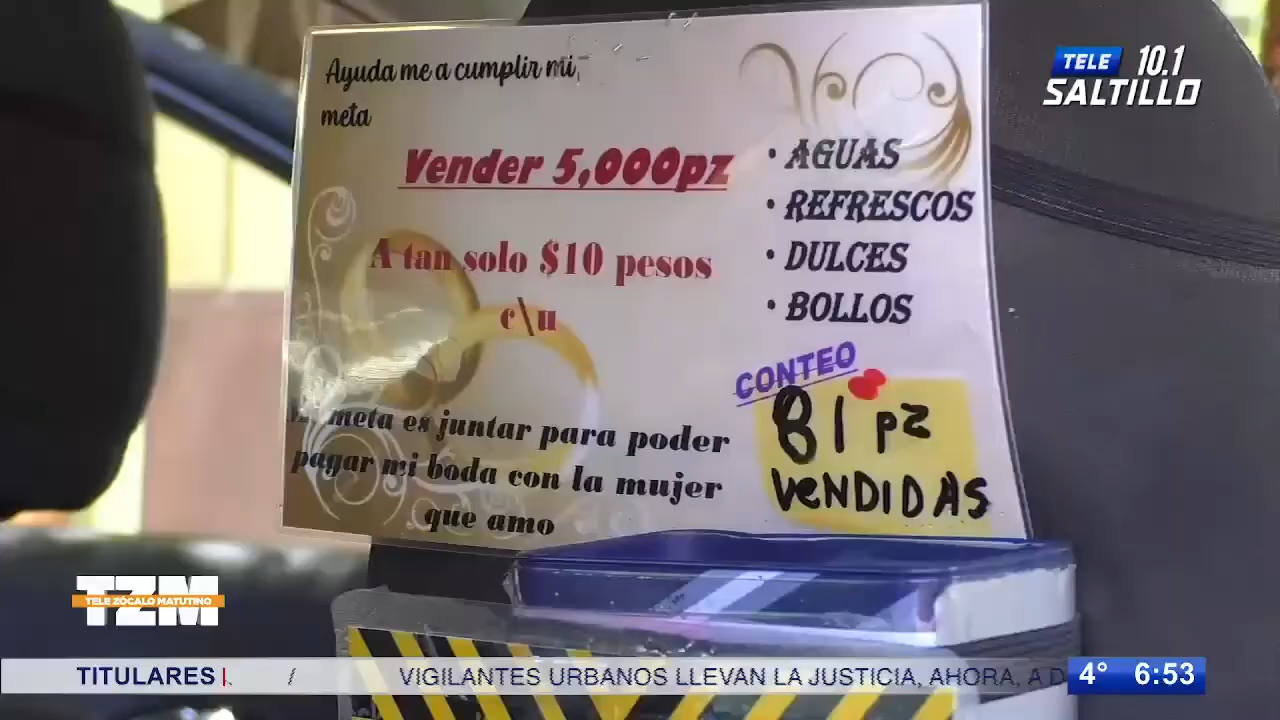 Ayuda me a cumplir mi
meta
Vender 5,000pz
A tan solo $10 pesos
c\u
meta es juntar para poder
pagar mi boda con la mujer
que amo
• AGUAS
• REFRESCOS
• DULCES
• BOLLOS
CONTEO
81 pz
VENDIDAS
TELE 10.1
SALTILLO
TZM
TELE ZÓCALO MATUTINO
TITULARES / VIGILANTES URBANOS LLEVAN LA JUSTICIA, AHORA, A
4° 6:53